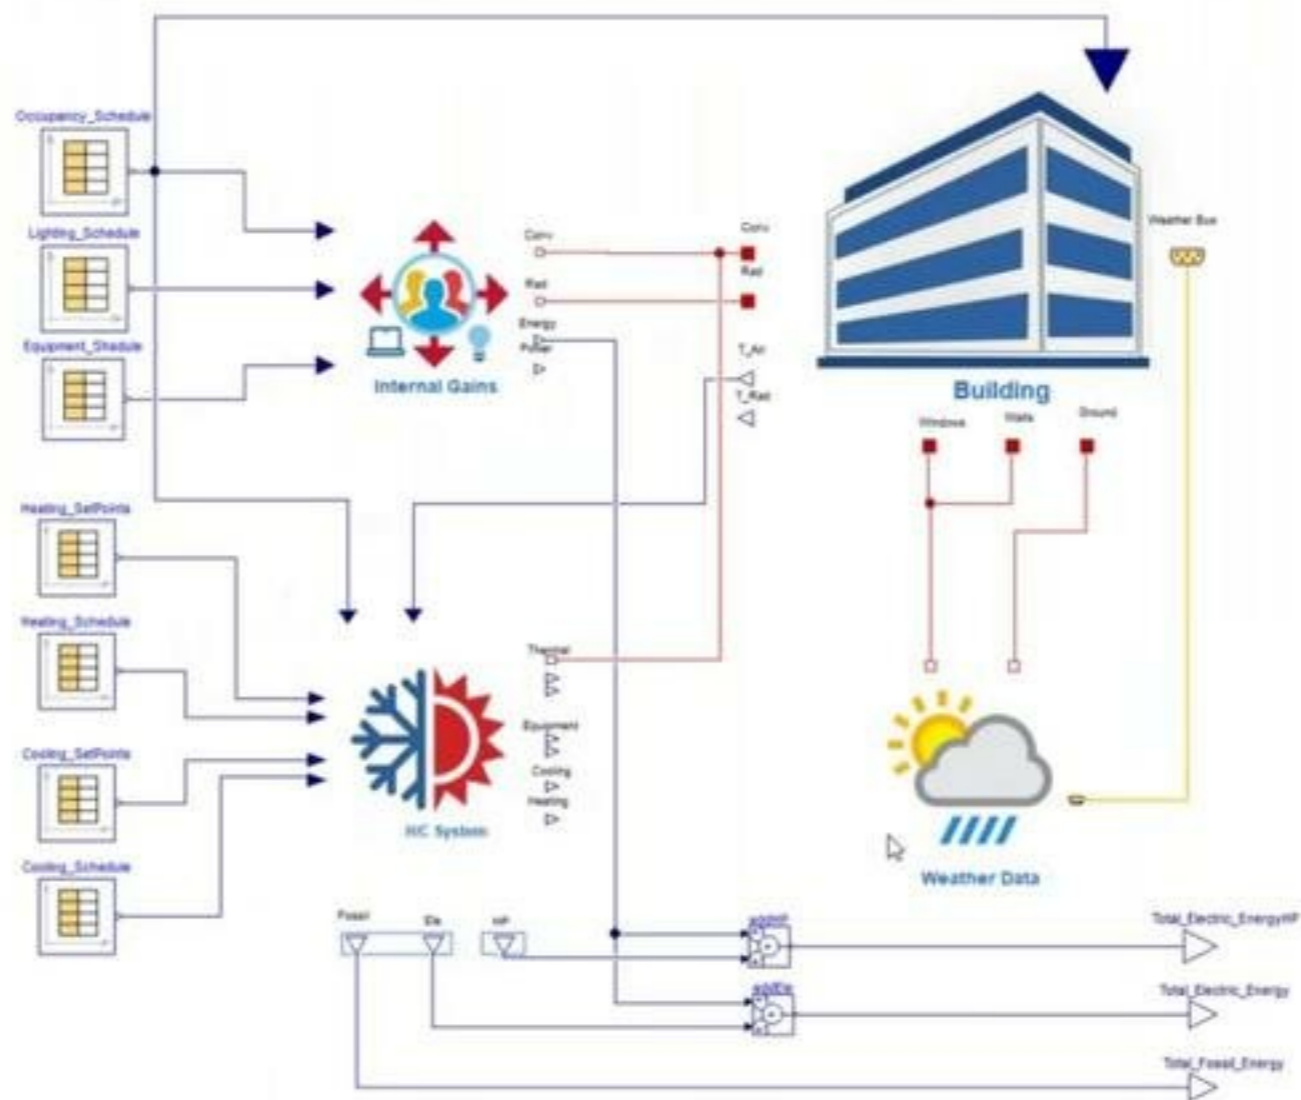 Occupancy_Schedule
Lighting_Schedule
Equipment_Shedule
Conv
Rad
Energy
Power
Internal Gains
Conv
Rad
T_Air
T_Rad
Weather Bus
Building
Windows
Walls
Ground
Heating_SetPoints
Heating_Schedule
Cooling_SetPoints
Cooling_Schedule
Thermal
Equipment
Cooling
Heating
H/C System
Weather Data
Fossil
Ele
HP
addHP
addEle
Total_Electric_EnergyHP
Total_Electric_Energy
Total_Fossil_Energy